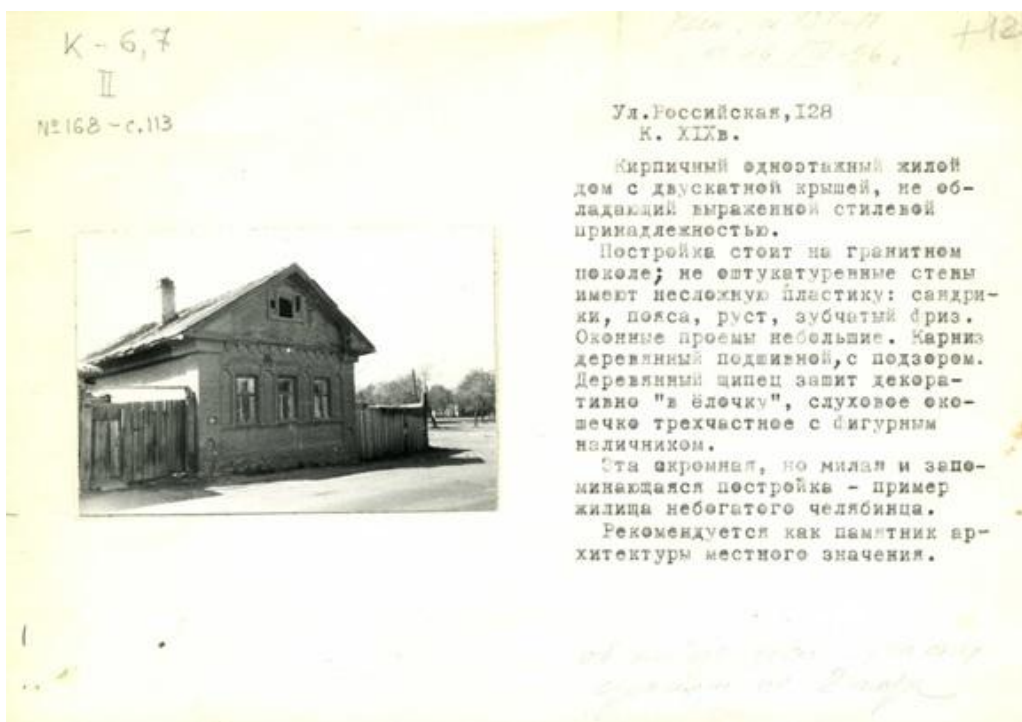 К - 6,7
II
№168 - с.113
+12
Ул.Российская,128
К. XIXв.
Кирпичный одноэтажный жилой
дом с двускатной крышей, не об-
ладающий выраженной стилевой
принадлежностью.
Постройка стоит на гранитном
цоколе; не оштукатуренные стены
имеют несложную пластику: сандри-
ки, пояса, руст, зубчатый фриз.
Оконные проемы небольшие. Карниз
деревянный подшивной,с подзором.
Деревянный щипец зашит декора-
тивно "в ёлочку", слуховое око-
шечко трехчастное с фигурным
наличником.
Эта скромная, но милая и запо-
минающаяся постройка - пример
жилища небогатого челябинца.
Рекомендуется как памятник ар-
хитектуры местного значения.